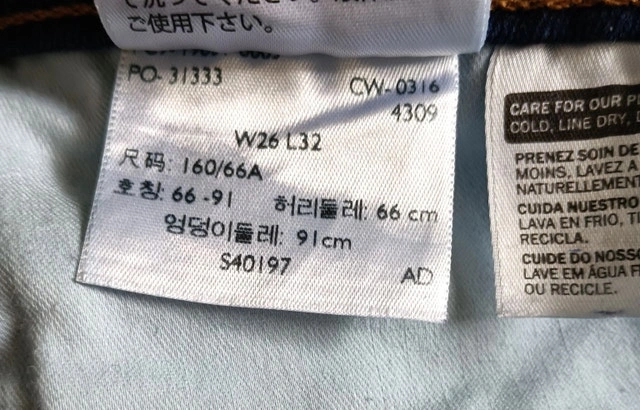 ご使用下さい。
PO- 31333 CW- 0316
4309
W26 L32
尺码: 160/66A
호칭: 66 -91 허리둘레: 66 cm
엉덩이둘레: 91cm
S40197 AD
CARE FOR OUR
COLD, LINE DRY,
PRENEZ SOIN DE
MOINS, LAVEZ A
NATURELLEMENT
CUIDA NUESTRO
LAVA EN FRIO,
RECICLA.
CUIDE DO NOSSO
LAVE EM ÁGUA
OU RECICLE.